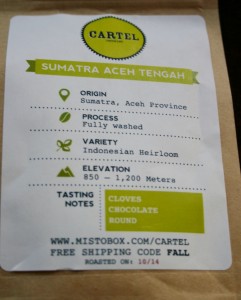 CARTEL
SUMATRA ACEH TENGAH
ORIGIN
Sumatra, Aceh Province
PROCESS
Fully washed
VARIETY
Indonesian Heirloom
ELEVATION
850 – 1,200 Meters
TASTING
NOTES
CLOVES
CHOCOLATE
ROUND
WWW.MISTOBOX.COM/CARTEL
FREE SHIPPING CODE FALL
ROASTED ON: 10/14